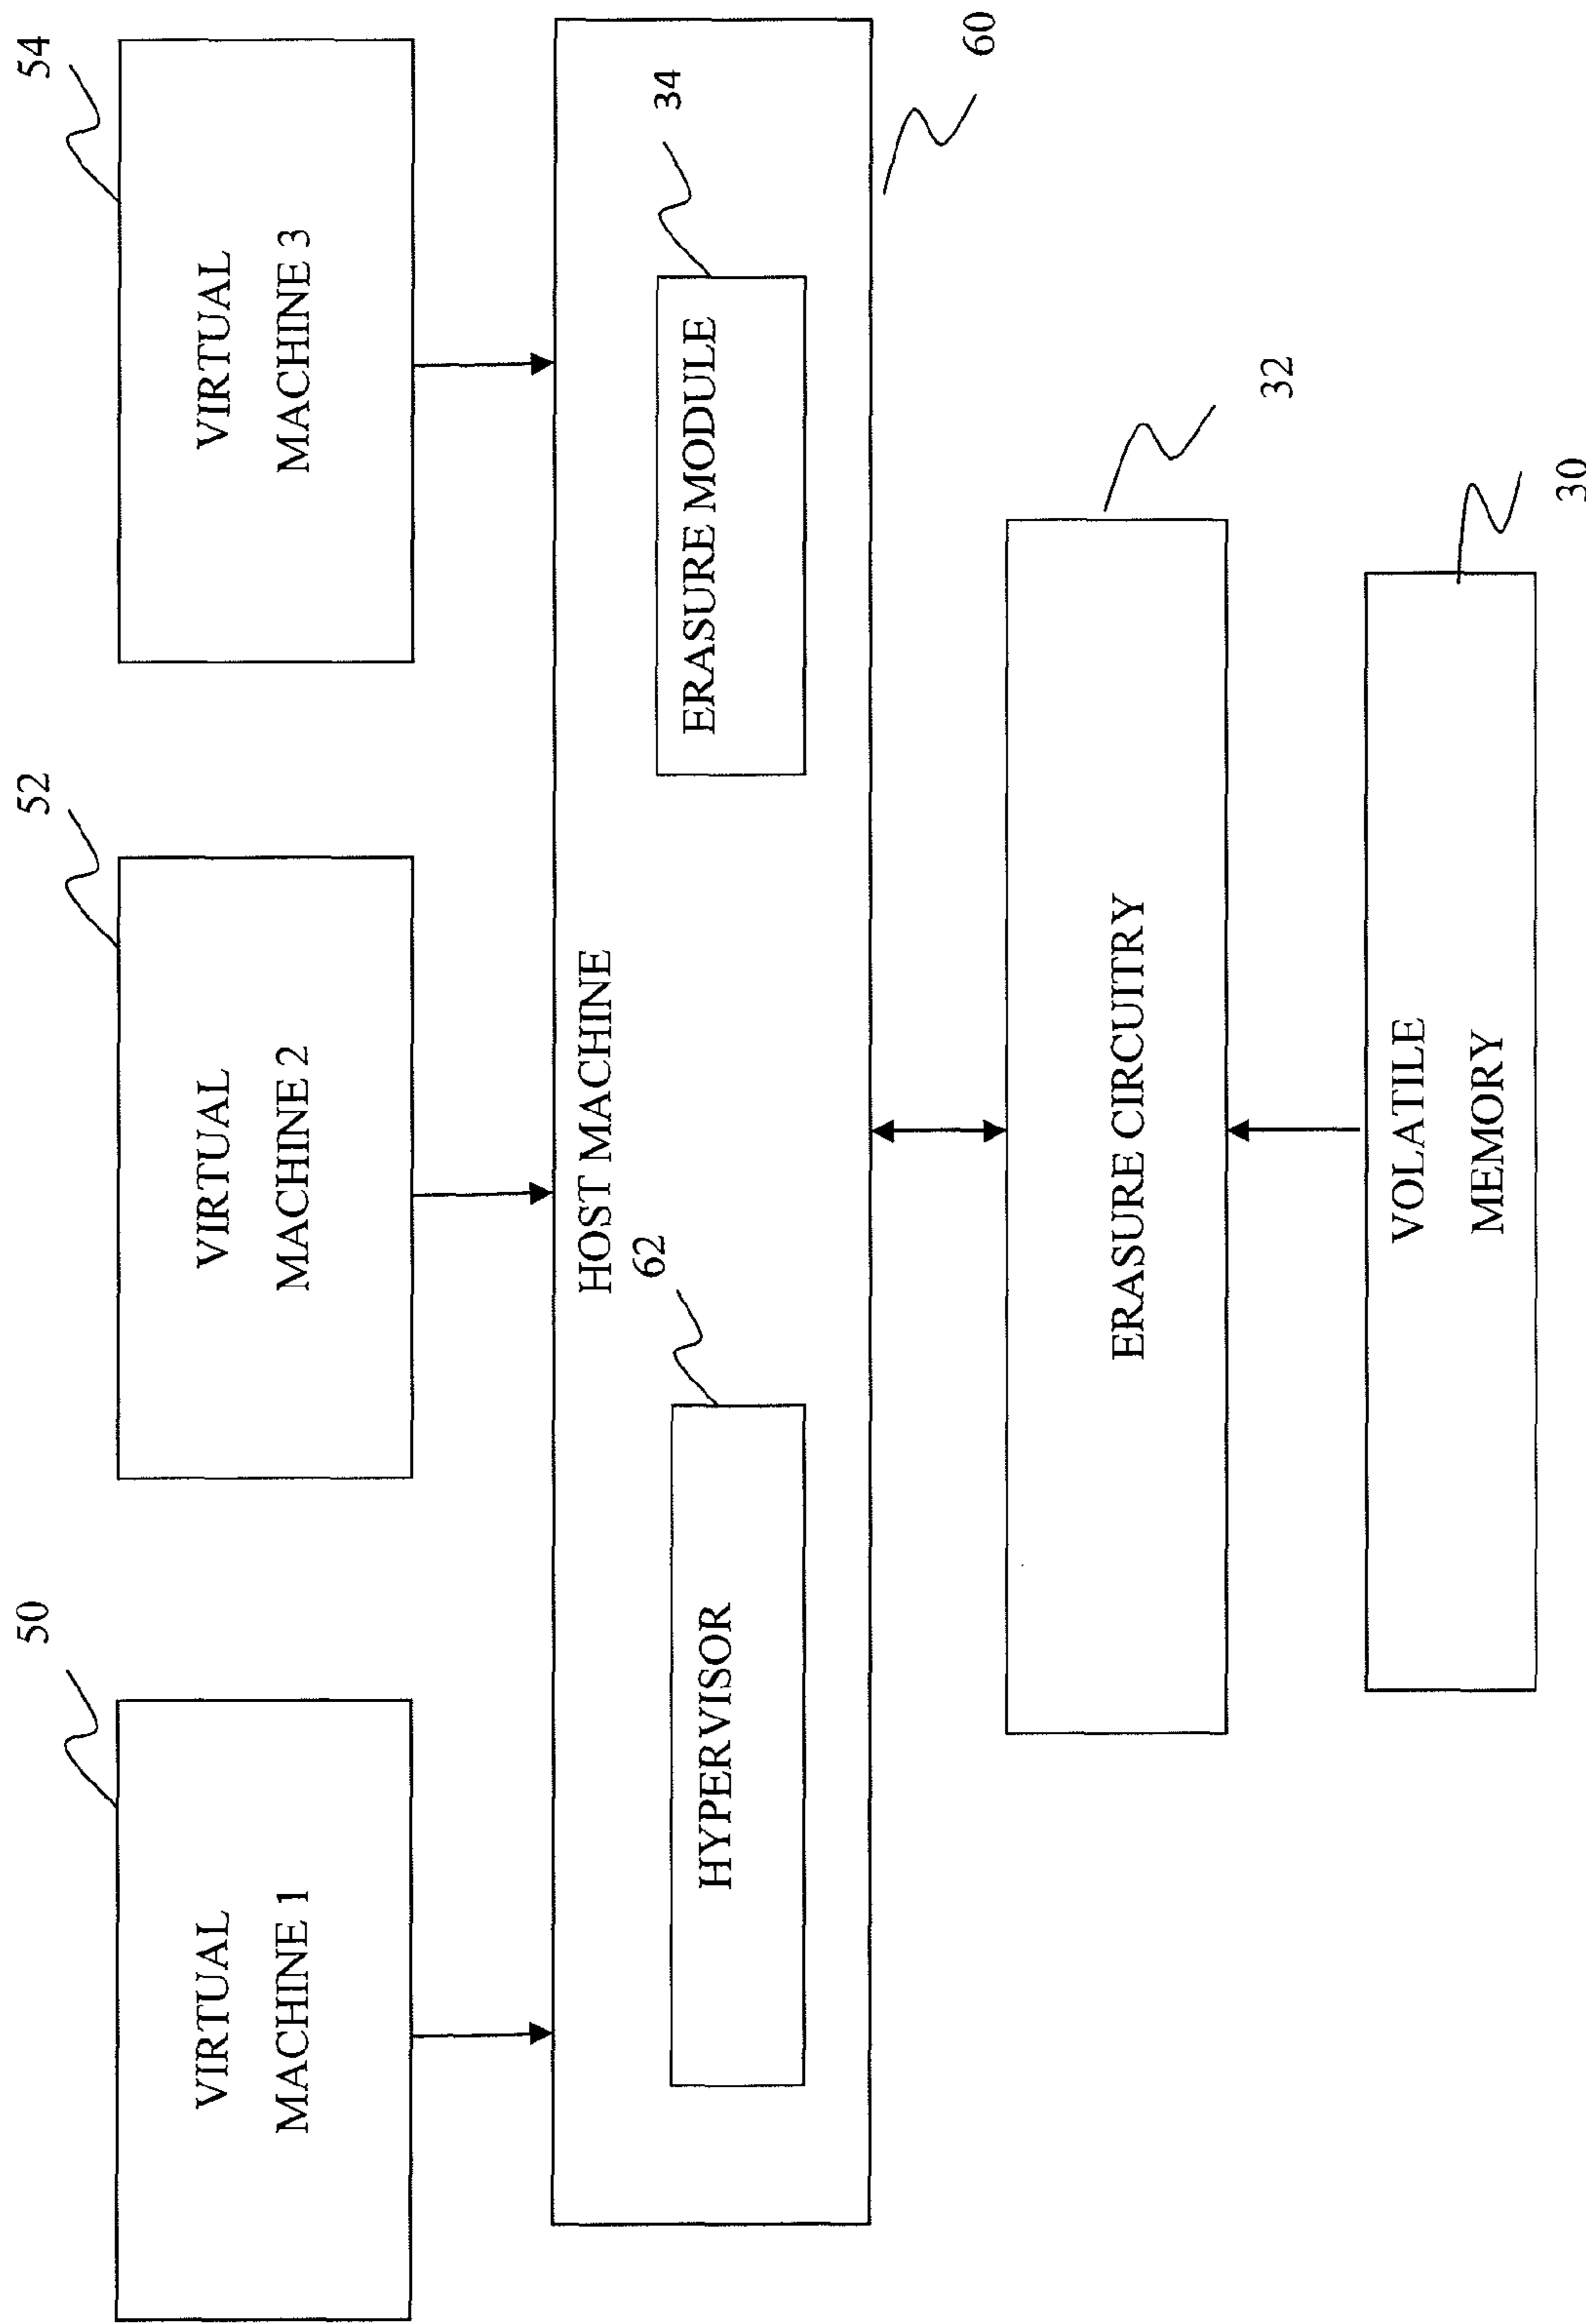 50
52
54
VIRTUAL
MACHINE 1
VIRTUAL
MACHINE 2
VIRTUAL
MACHINE 3
HOST MACHINE
62
34
HYPERVISOR
ERASURE MODULE
60
ERASURE CIRCUITRY
32
VOLATILE
MEMORY
30